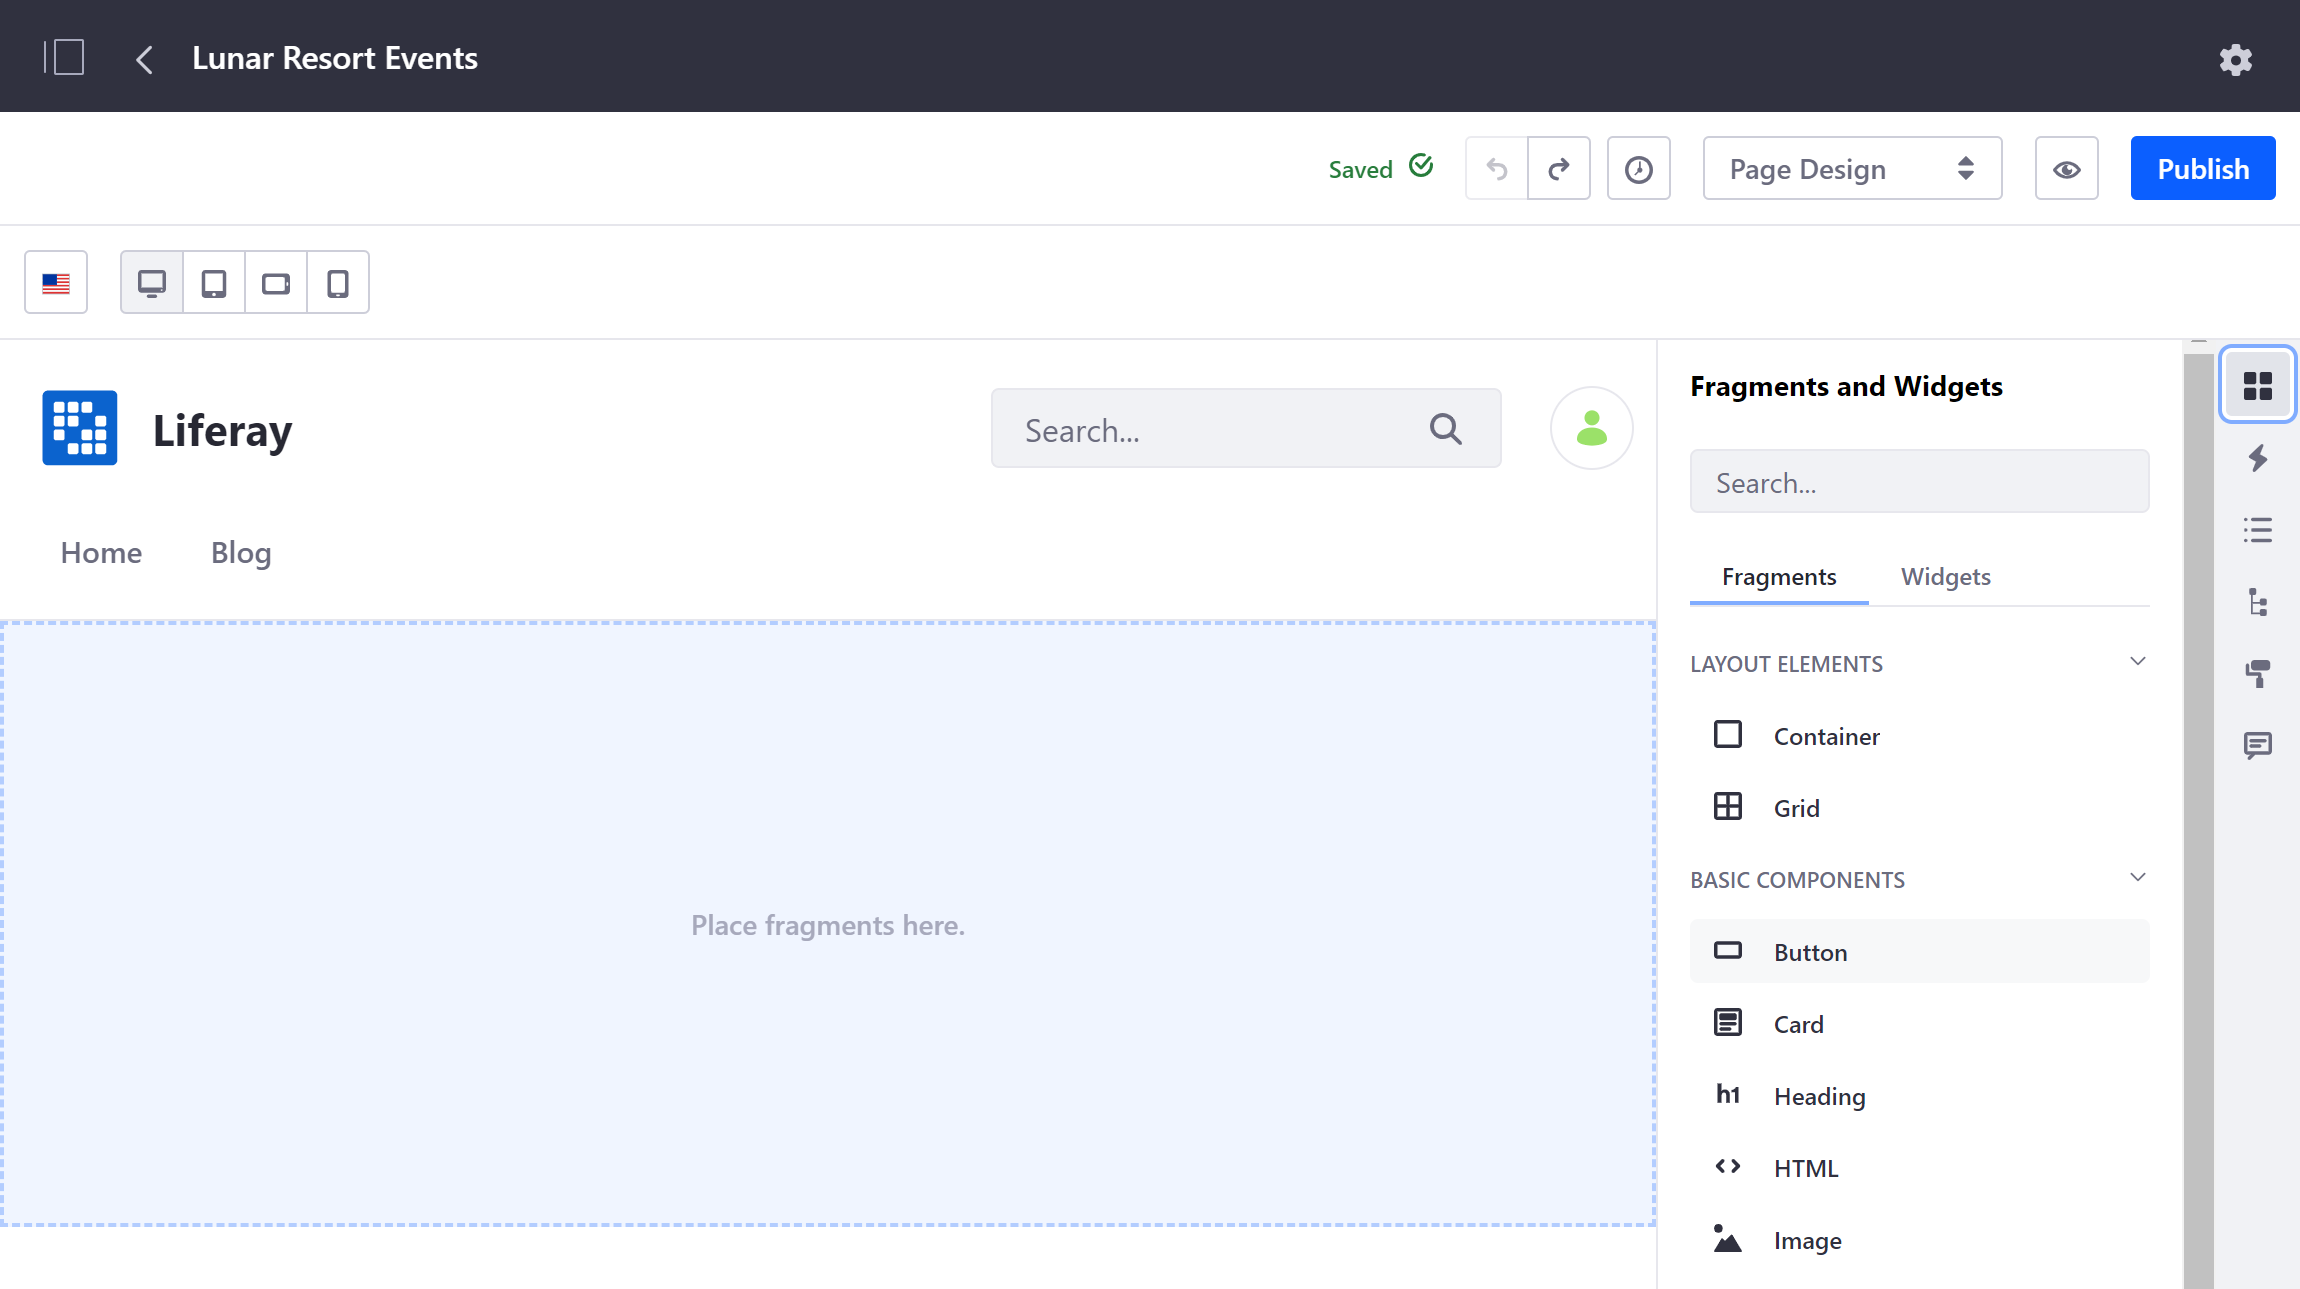 Lunar Resort Events
Saved
Page Design
Publish
Liferay
Search...
Home
Blog
Place fragments here.
Fragments and Widgets
Search...
Fragments
Widgets
LAYOUT ELEMENTS
Container
Grid
BASIC COMPONENTS
Button
Card
h1 Heading
HTML
Image